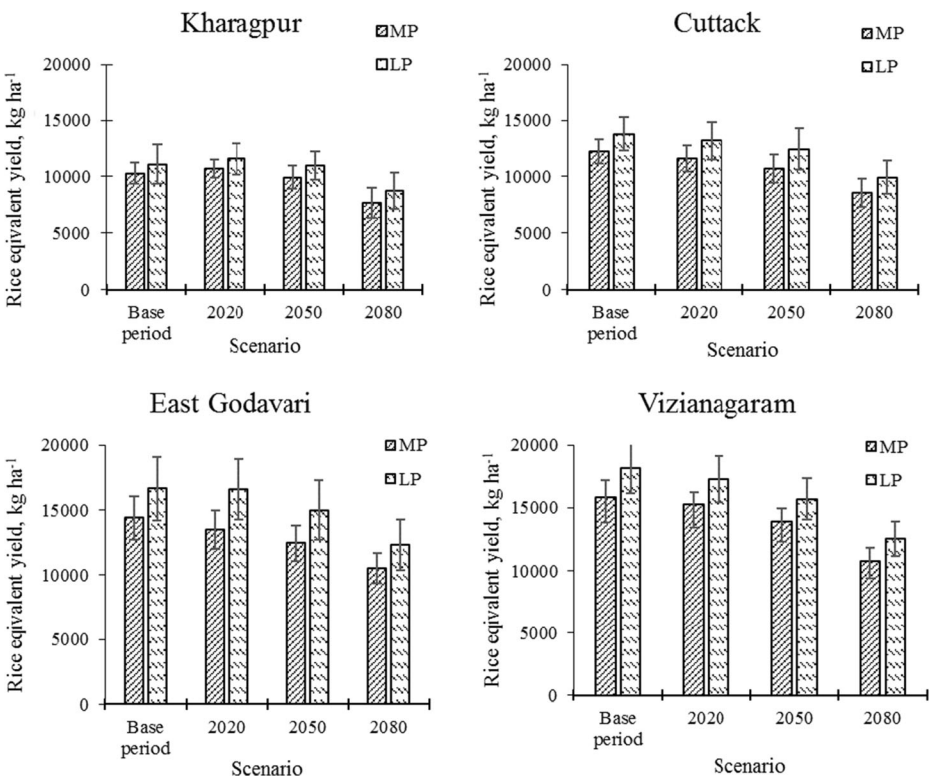 Kharagpur
MP
LP
Rice eqivalent yield, kg ha-1
20000
15000
10000
5000
0
Base period
2020
2050
2080
Scenario
Cuttack
MP
LP
Rice eqivalent yield, kg ha-1
20000
15000
10000
5000
0
Base period
2020
2050
2080
Scenario
East Godavari
MP
LP
Rice eqivalent yield, kg ha-1
20000
15000
10000
5000
0
Base period
2020
2050
2080
Scenario
Vizianagaram
MP
LP
Rice eqivalent yield, kg ha-1
20000
15000
10000
5000
0
Base period
2020
2050
2080
Scenario